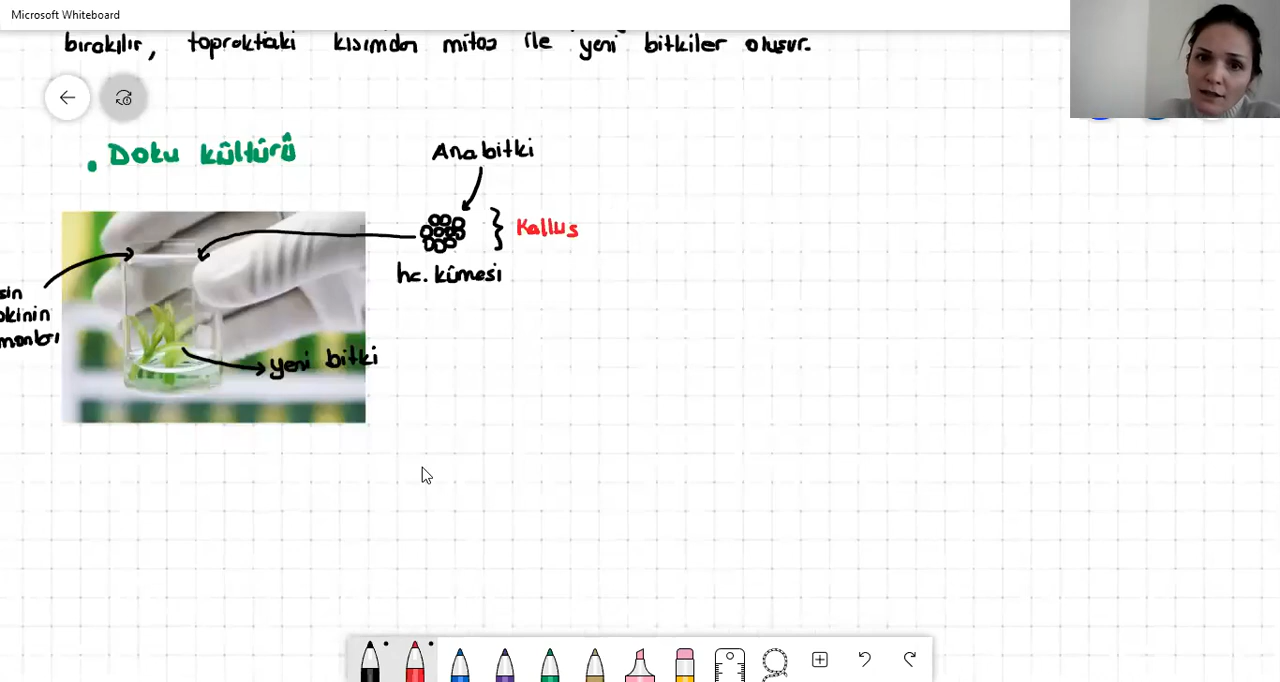 Microsoft Whiteboard
bırakılır, topraktaki kısımdan mitoz ile yeni bitkiler oluşur.
. Doku kültürü
Ana bitki
Kallus
hc. kümesi
yeni bitki